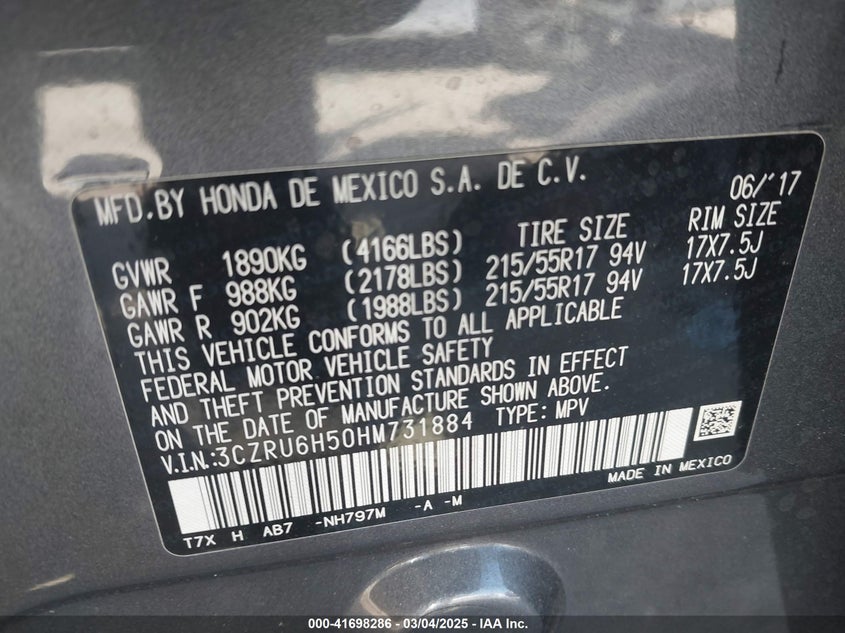 MFD. BY HONDA DE MEXICO S.A. DE C.V. 06/'17
GVWR 1890KG (4166LBS) TIRE SIZE RIM SIZE
GAWR F 988KG (2178LBS) 215/55R17 94V 17X7.5J
GAWR R 902KG (1988LBS) 215/55R17 94V 17X7.5J
THIS VEHICLE CONFORMS TO ALL APPLICABLE
FEDERAL MOTOR VEHICLE SAFETY
AND THEFT PREVENTION STANDARDS IN EFFECT
ON THE DATE OF MANUFACTURE SHOWN ABOVE.
V.I.N.:3CZRU6H50HM731884 TYPE: MPV
MADE IN MEXICO
T7X H AB7 -NH797M -A -M
000-41698286 - 03/04/2025 - IAA Inc.